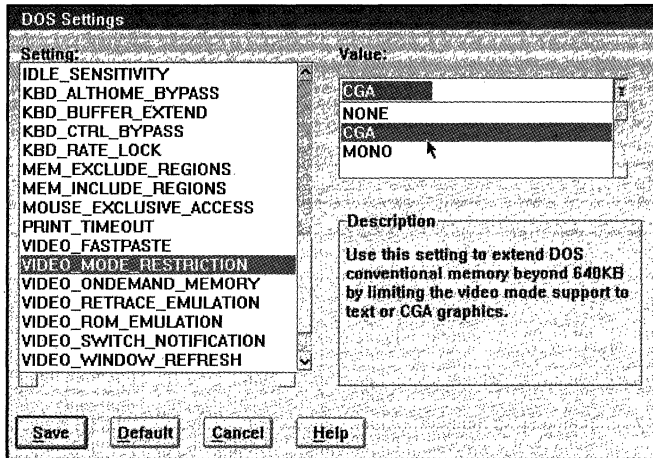 DOS Settings
Setting:
IDLE_SENSITIVITY
KBD_ALTHOME_BYPASS
KBD_BUFFER_EXTEND
KBD_CTRL_BYPASS
KBD_RATE_LOCK
MEM_EXCLUDE_REGIONS
MEM_INCLUDE_REGIONS
MOUSE_EXCLUSIVE_ACCESS
PRINT_TIMEOUT
VIDEO_FASTPASTE
VIDEO_MODE_RESTRICTION
VIDEO_ONDEMAND_MEMORY
VIDEO_RETRACE_EMULATION
VIDEO_ROM_EMULATION
VIDEO_SWITCH_NOTIFICATION
VIDEO_WINDOW_REFRESH
Value:
CGA
NONE
CGA
MONO
Description
Use this setting to extend DOS
conventional memory beyond 640KB
by limiting the video mode support to
text or CGA graphics.
Save Default Cancel Help